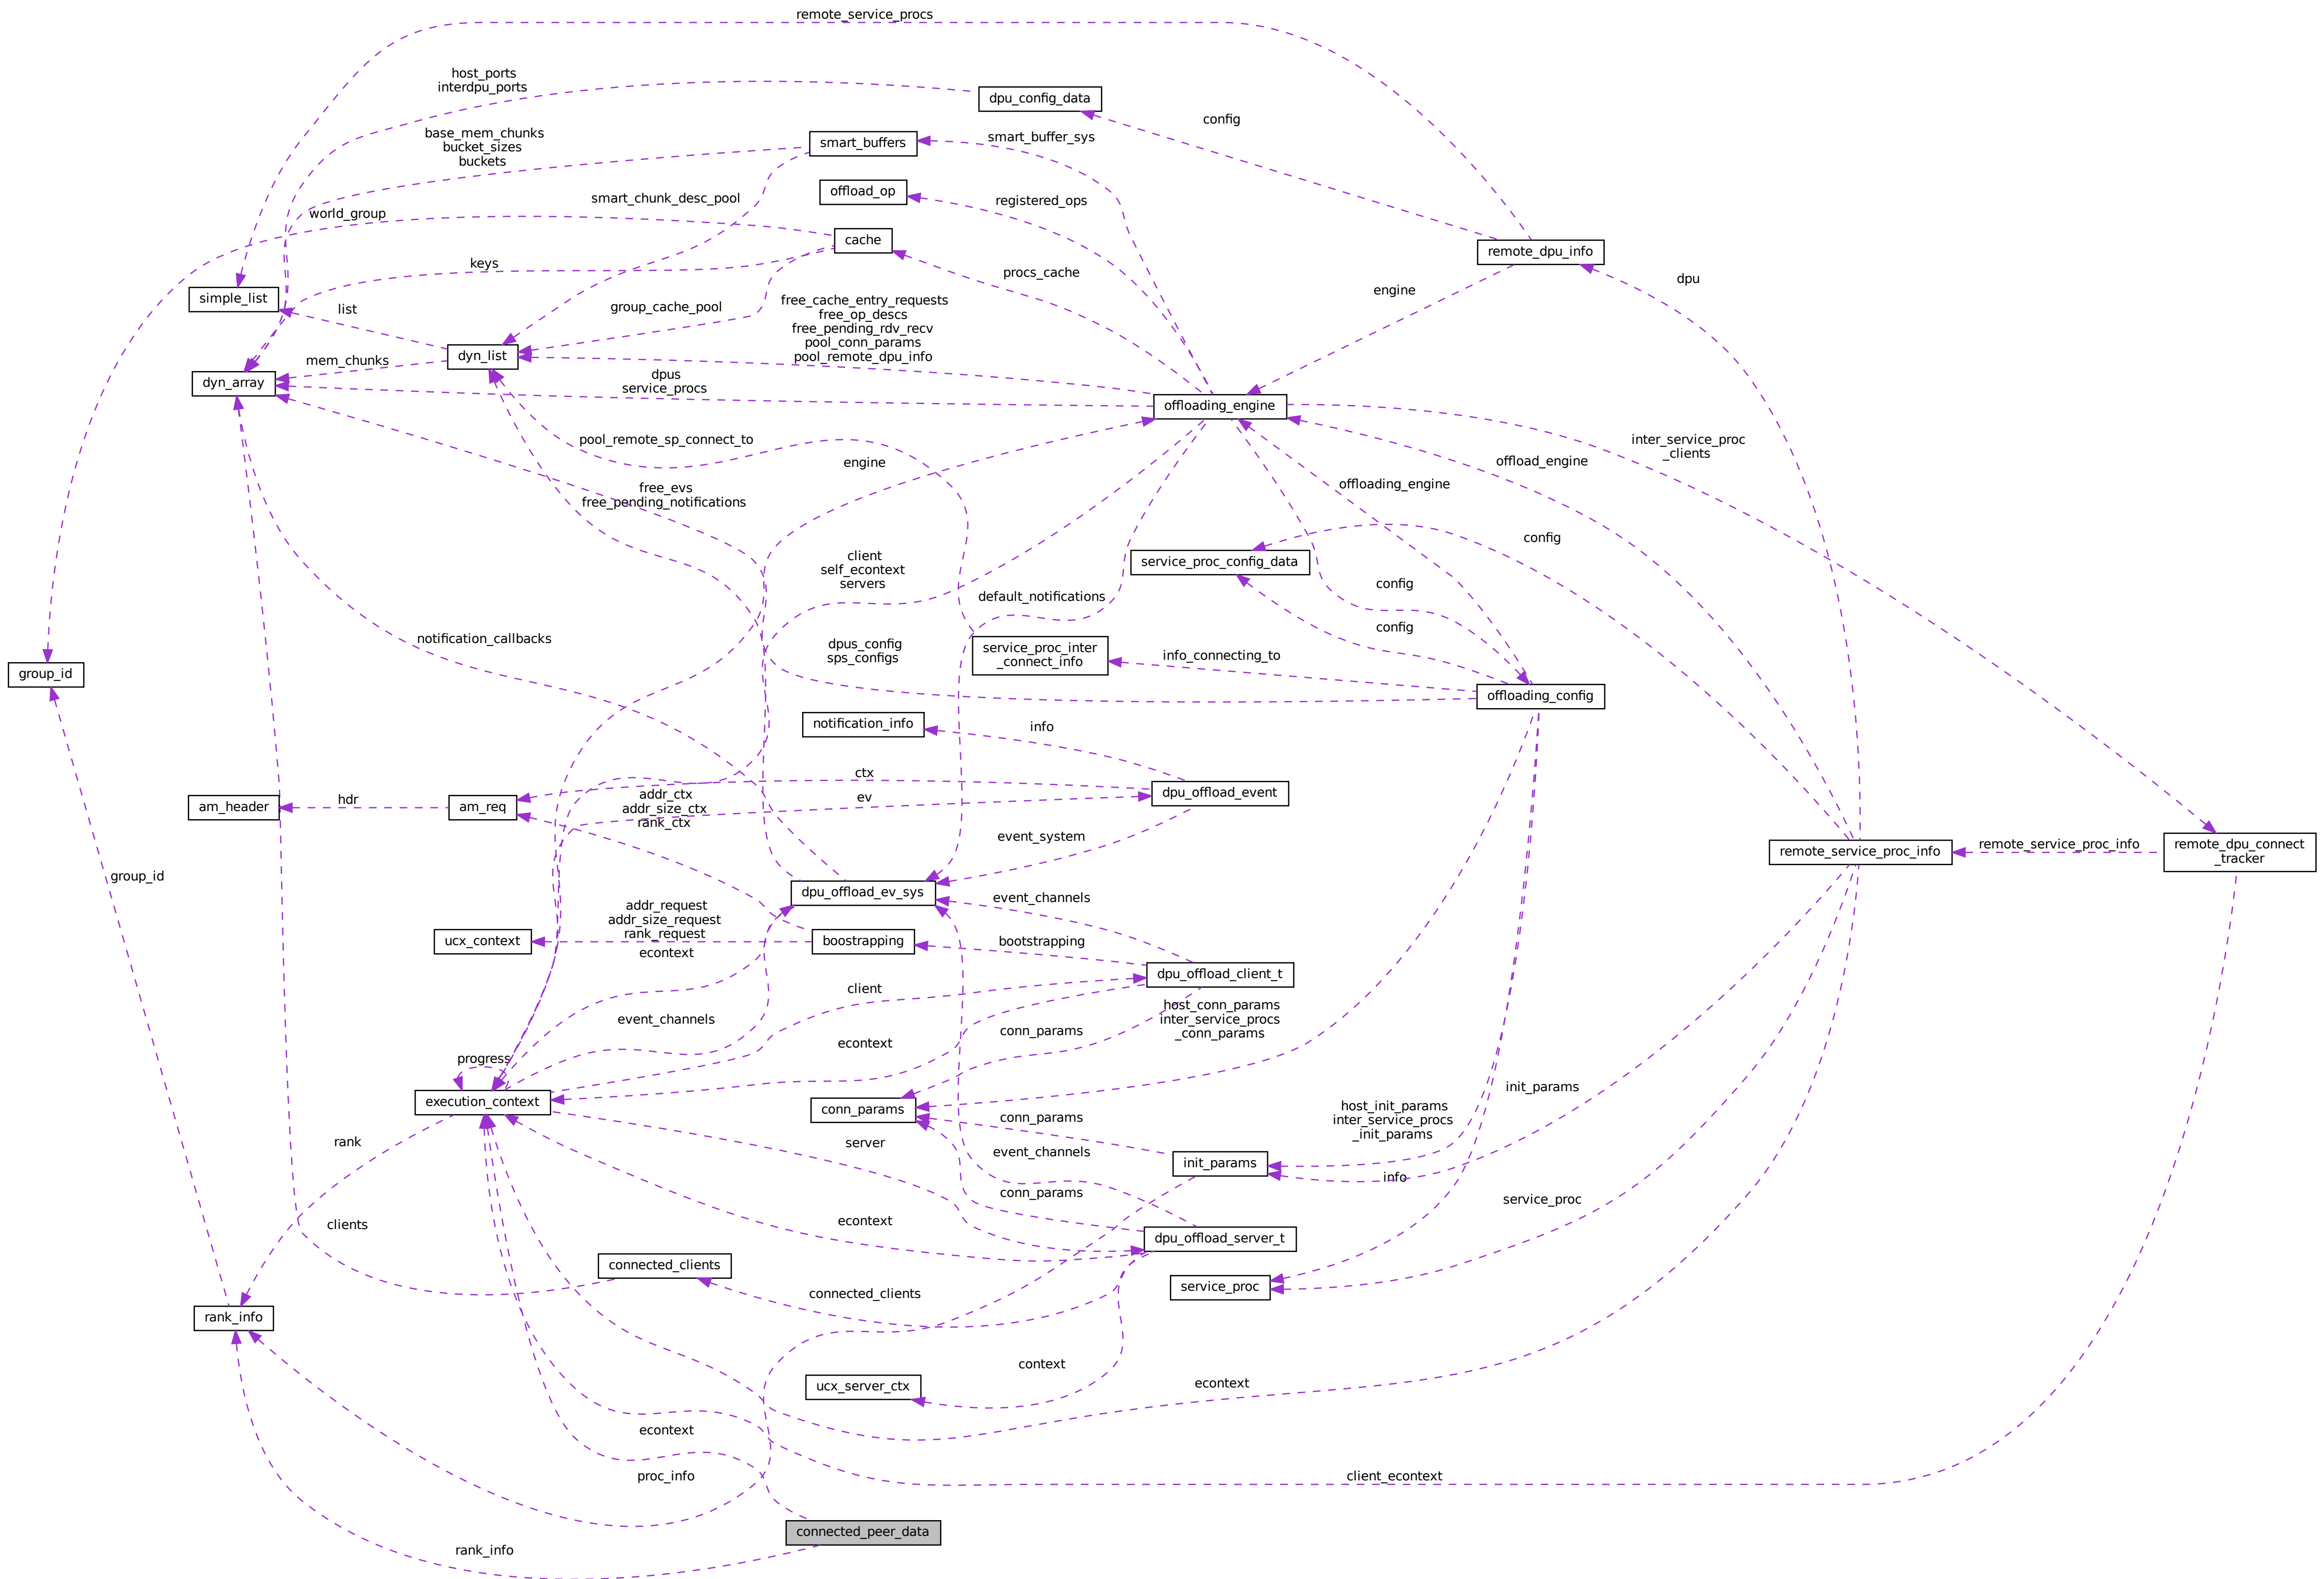 remote_service_procs
host_ports
interdpu_ports
dpu_config_data
config
base_mem_chunks
bucket_sizes
buckets
smart_buffers
smart_buffer_sys
offload_op
registered_ops
smart_chunk_desc_pool
world_group
cache
remote_dpu_info
keys
procs_cache
dpu
simple_list
list
group_cache_pool
free_cache_entry_requests
free_op_descs
free_pending_rdv_recv
pool_conn_params
pool_remote_dpu_info
engine
dyn_list
mem_chunks
dyn_array
dpus
service_procs
offloading_engine
pool_remote_sp_connect_to
inter_service_proc
_clients
engine
offload_engine
offloading_engine
free_evs
free_pending_notifications
config
client
self_econtext
servers
service_proc_config_data
config
default_notifications
config
notification_callbacks
dpus_config
sps_configs
service_proc_inter
_connect_info
info_connecting_to
group_id
offloading_config
notification_info
info
ctx
dpu_offload_event
am_header
hdr
am_req
addr_ctx
addr_size_ctx
rank_ctx
ev
event_system
remote_service_proc_info
remote_service_proc_info
remote_dpu_connect
_tracker
group_id
dpu_offload_ev_sys
event_channels
addr_request
addr_size_request
rank_request
ucx_context
boostrapping
bootstrapping
econtext
dpu_offload_client_t
client
host_conn_params
inter_service_procs
_conn_params
event_channels
conn_params
econtext
progress
execution_context
conn_params
init_params
host_init_params
inter_service_procs
_init_params
conn_params
rank
server
event_channels
init_params
info
conn_params
service_proc
clients
econtext
dpu_offload_server_t
connected_clients
service_proc
connected_clients
rank_info
context
ucx_server_ctx
econtext
econtext
proc_info
client_econtext
connected_peer_data
rank_info